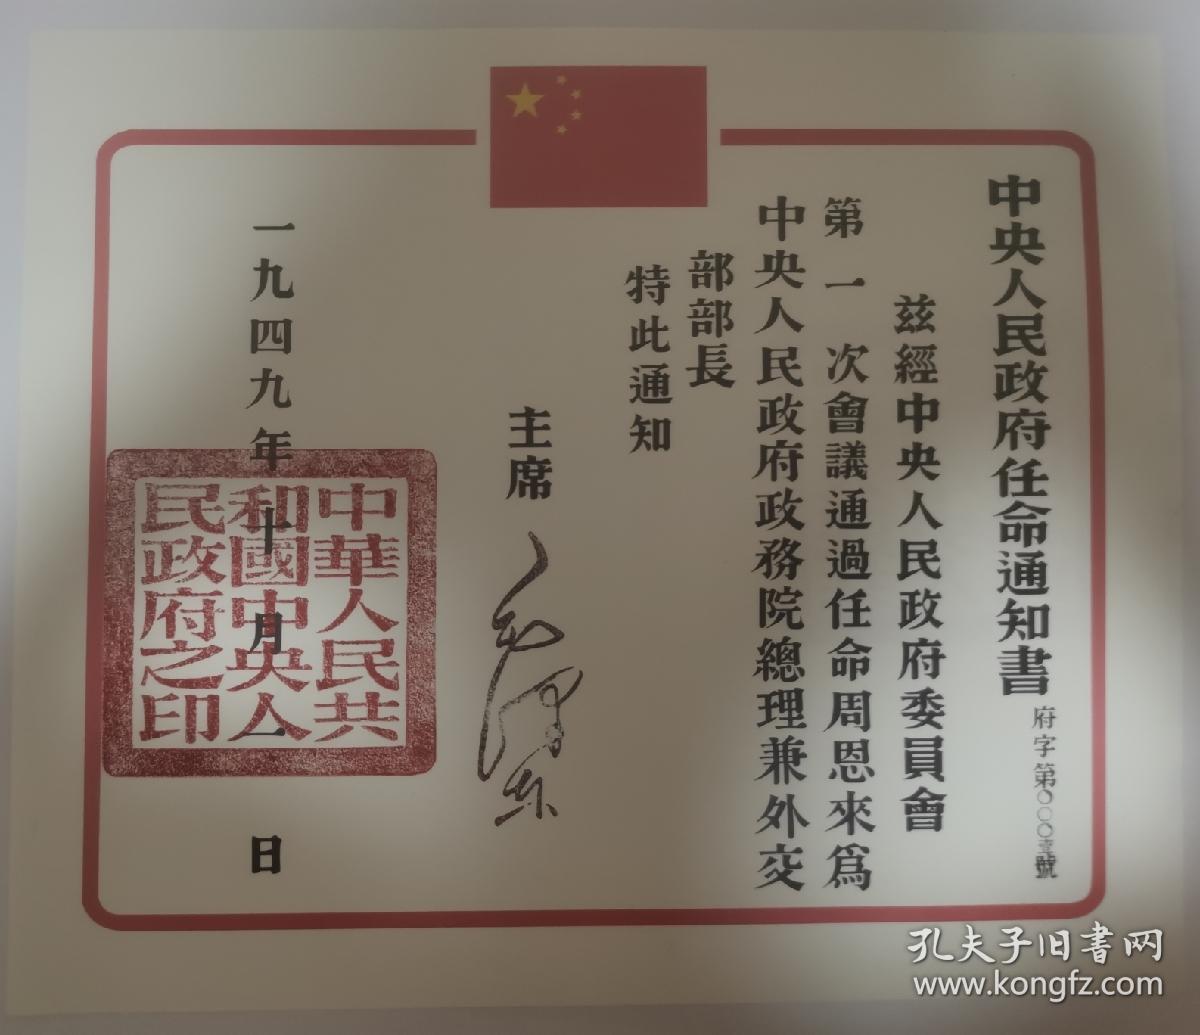 中央人民政府任命通知書
府字第〇〇〇壹號
茲經中央人民政府委員會
第一次會議通過任命周恩來爲
中央人民政府政務院總理兼外交
部部長
特此通知
主席
毛澤東
一九四九年十月一日
中華人民共
和國中央人
民政府之印
孔夫子旧書网
www.kongfz.com